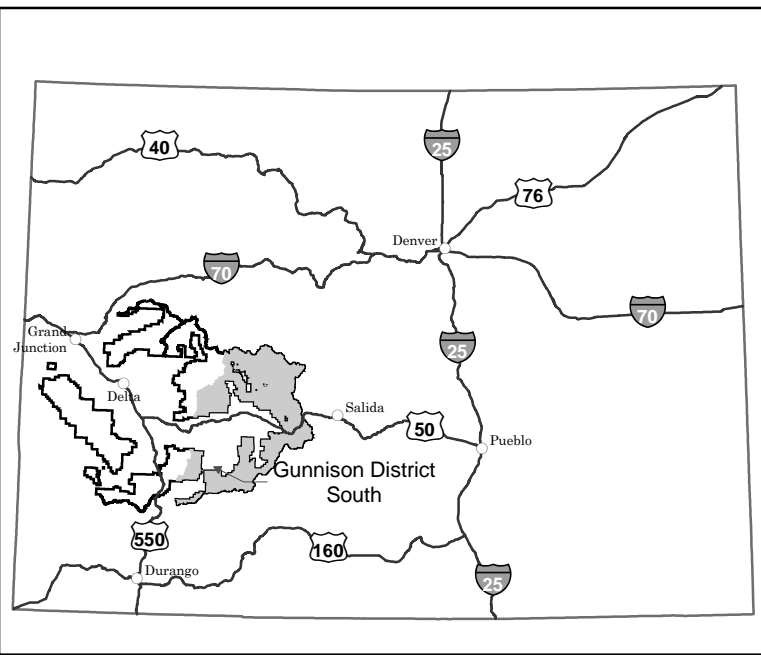 40
25
76
Denver
70
70
Grand
Junction
25
Delta
Salida
50
Pueblo
Gunnison District
South
550
160
Durango
25